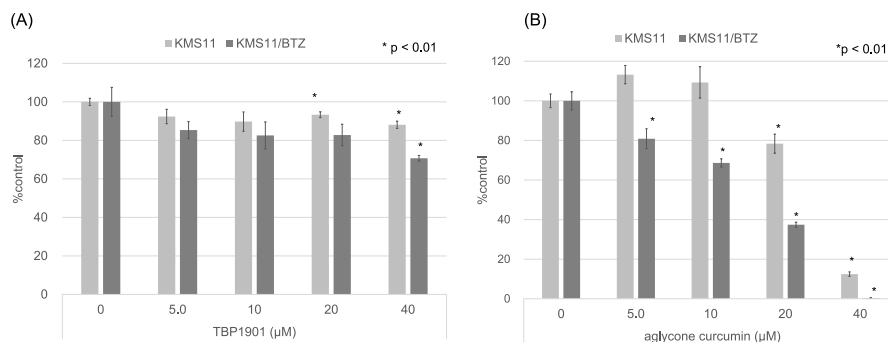 (A)
KMS11 KMS11/BTZ
* p < 0.01
120
100
80
60
40
20
0
%control
* * *
0 5.0 10 20 40
TBP1901 (μM)
(B)
KMS11 KMS11/BTZ
*p < 0.01
120
100
80
60
40
20
0
%control
* * * * * *
0 5.0 10 20 40
aglycone curcumin (μM)